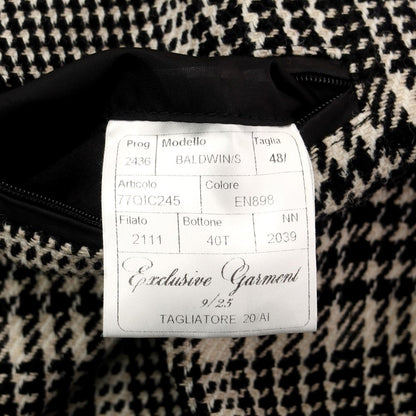 Prog Modello Taglia
2436 BALDWIN/S 48/
Articolo Colore
77Q1C245 EN898
Filato Bottone NN
2111 40T 2039
Exclusive Garment
9/25
TAGLIATORE 20/AI